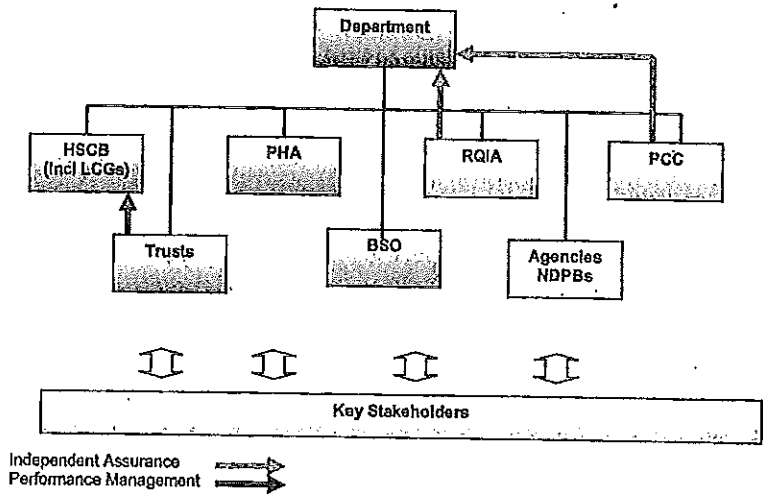 Department
HSCB
(Incl LCGs)
PHA
RQIA
PCC
Trusts
BSO
Agencies
NDPBs
Key Stakeholders
Independent Assurance
Performance Management